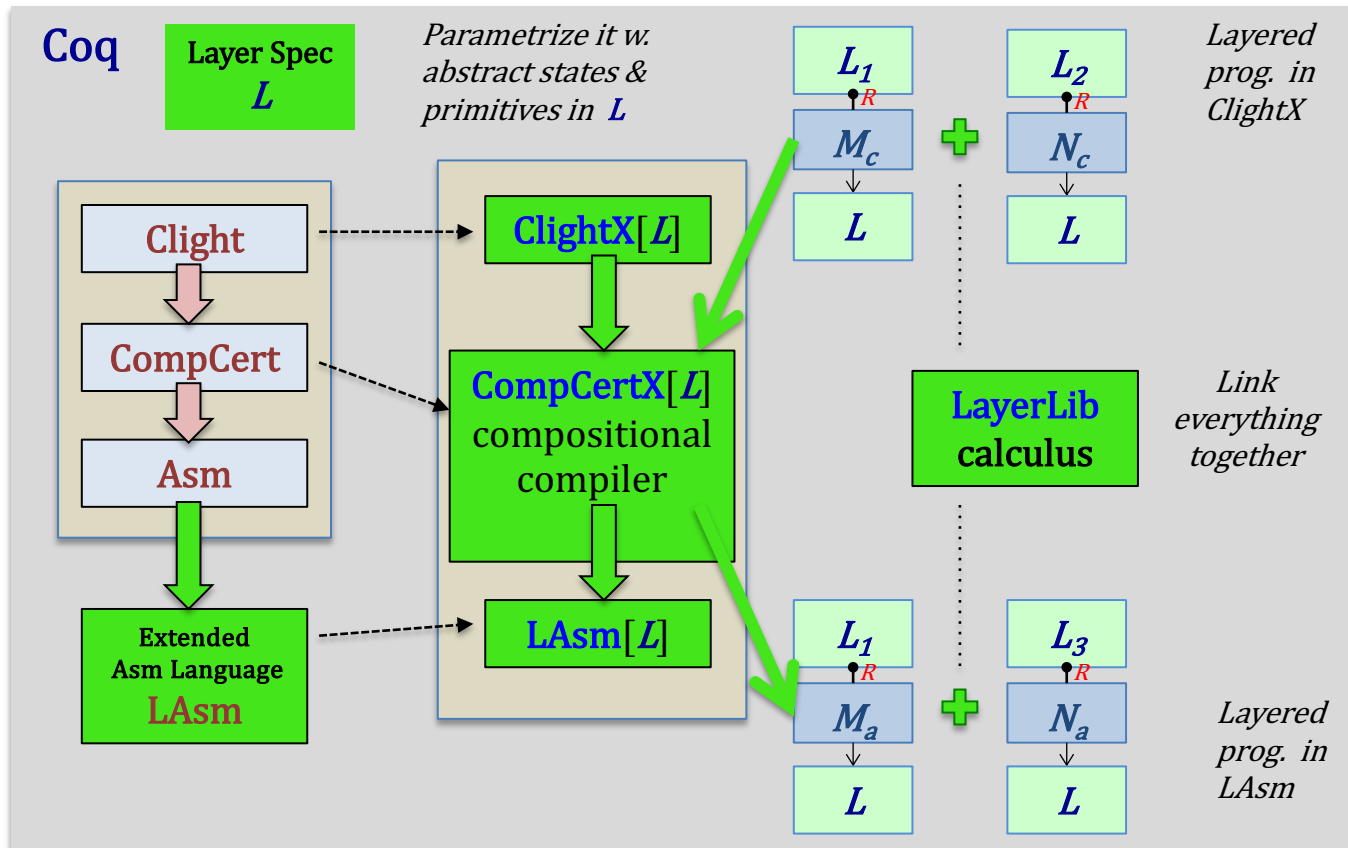 Coq
Layer Spec
L
Parametrize it w.
abstract states &
primitives in L
L1
R
Mc
L
L2
R
Nc
L
Layered
prog. in
ClightX
Clight
CompCert
Asm
Extended
Asm Language
LAsm
ClightX[L]
CompCertX[L]
compositional
compiler
LAsm[L]
LayerLib
calculus
Link
everything
together
L1
R
Ma
L
L3
R
Na
L
Layered
prog. in
LAsm